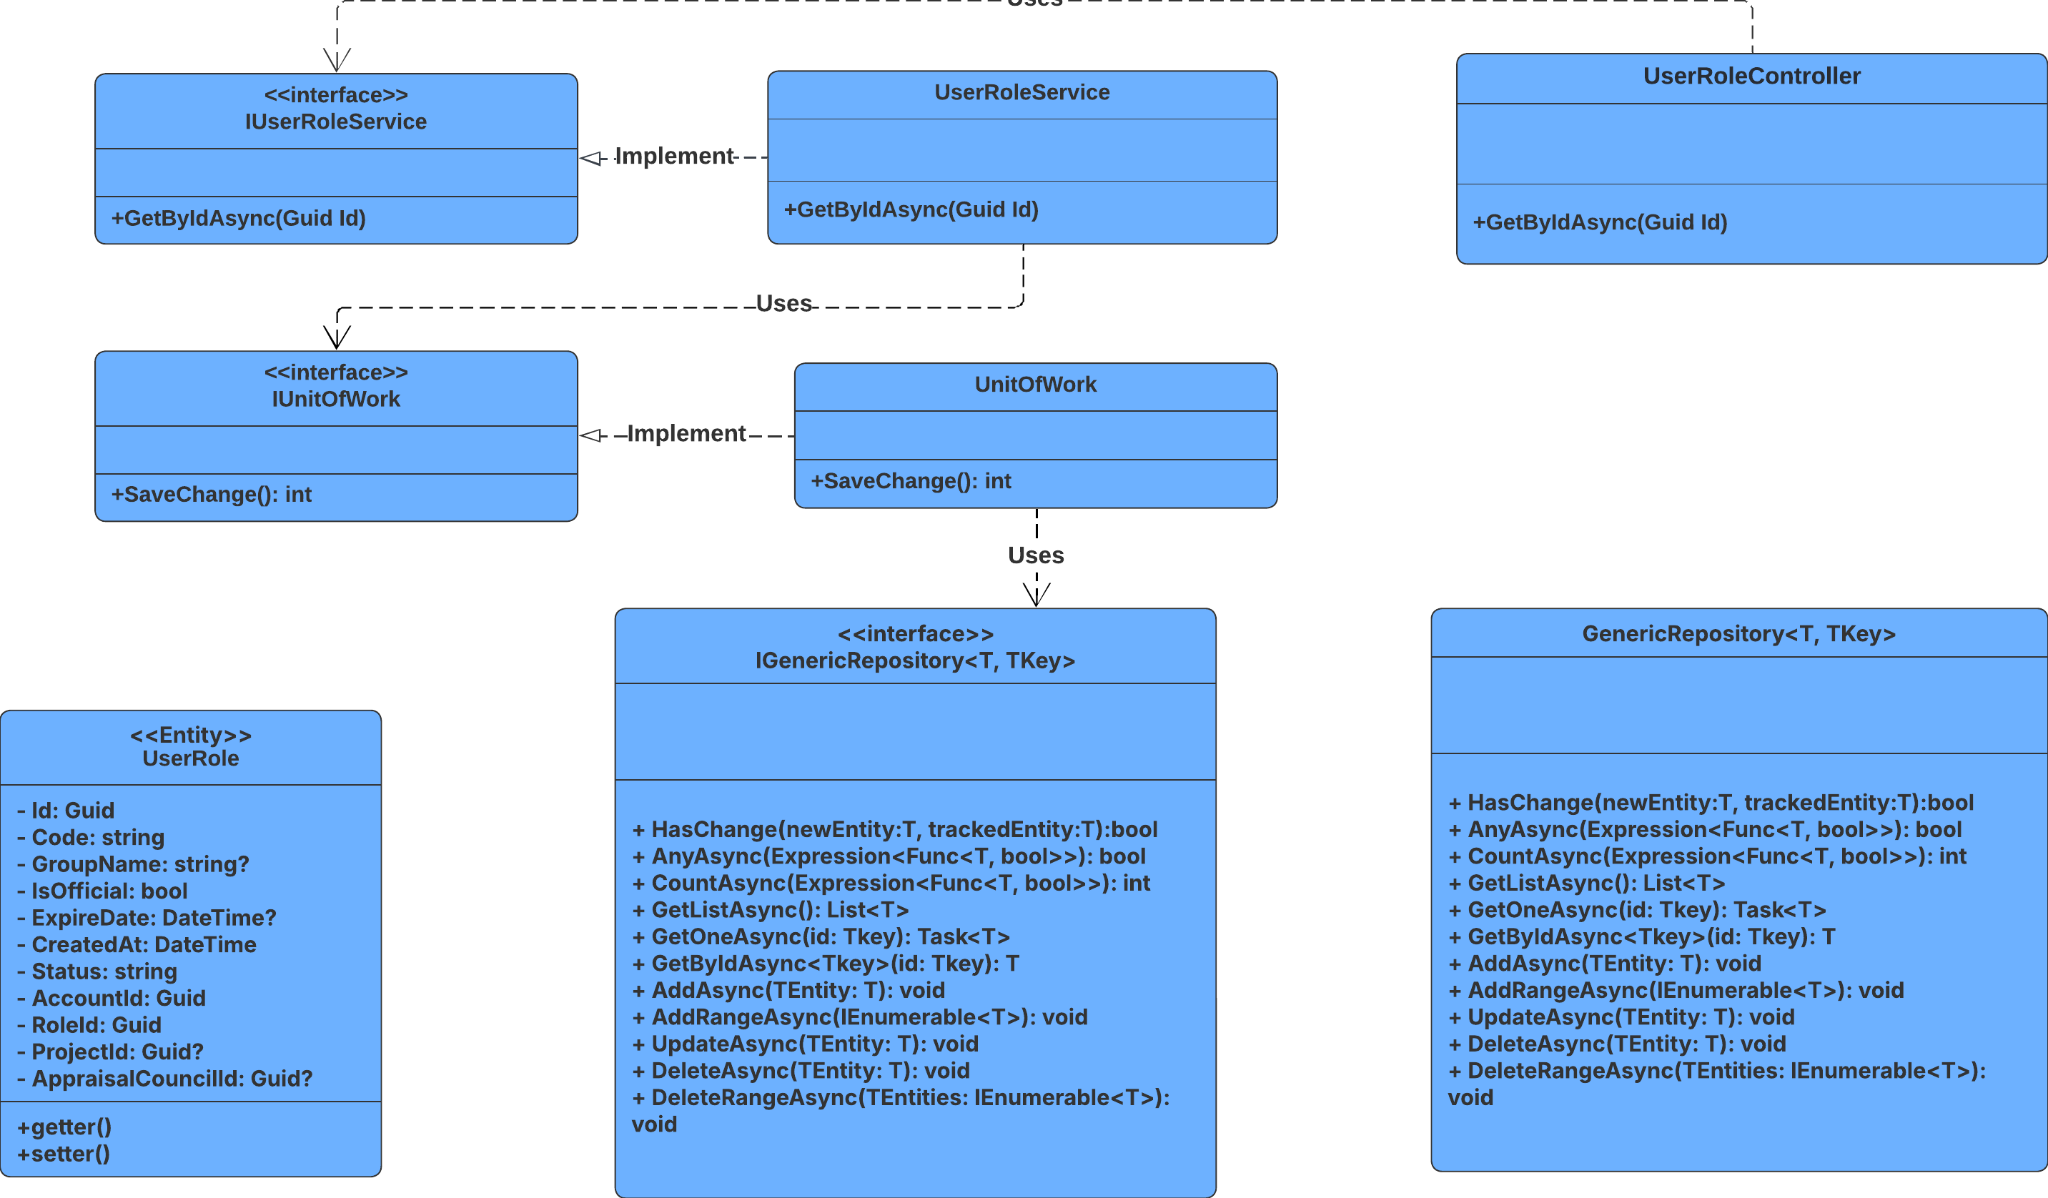 Uses
<<interface>>
IUserRoleService
+GetByIdAsync(Guid Id)
Implement
UserRoleService
+GetByIdAsync(Guid Id)
UserRoleController
+GetByIdAsync(Guid Id)
Uses
<<interface>>
IUnitOfWork
+SaveChange(): int
Implement
UnitOfWork
+SaveChange(): int
Uses
<<Entity>>
UserRole
- Id: Guid
- Code: string
- GroupName: string?
- IsOfficial: bool
- ExpireDate: DateTime?
- CreatedAt: DateTime
- Status: string
- AccountId: Guid
- RoleId: Guid
- ProjectId: Guid?
- AppraisalCouncilId: Guid?
+getter()
+setter()
<<interface>>
IGenericRepository<T, TKey>
+ HasChange(newEntity:T, trackedEntity:T):bool
+ AnyAsync(Expression<Func<T, bool>>): bool
+ CountAsync(Expression<Func<T, bool>>): int
+ GetListAsync(): List<T>
+ GetOneAsync(id: Tkey): Task<T>
+ GetByIdAsync<Tkey>(id: Tkey): T
+ AddAsync(TEntity: T): void
+ AddRangeAsync(IEnumerable<T>): void
+ UpdateAsync(TEntity: T): void
+ DeleteAsync(TEntity: T): void
+ DeleteRangeAsync(TEntities: IEnumerable<T>):
void
GenericRepository<T, TKey>
+ HasChange(newEntity:T, trackedEntity:T):bool
+ AnyAsync(Expression<Func<T, bool>>): bool
+ CountAsync(Expression<Func<T, bool>>): int
+ GetListAsync(): List<T>
+ GetOneAsync(id: Tkey): Task<T>
+ GetByIdAsync<Tkey>(id: Tkey): T
+ AddAsync(TEntity: T): void
+ AddRangeAsync(IEnumerable<T>): void
+ UpdateAsync(TEntity: T): void
+ DeleteAsync(TEntity: T): void
+ DeleteRangeAsync(TEntities: IEnumerable<T>):
void